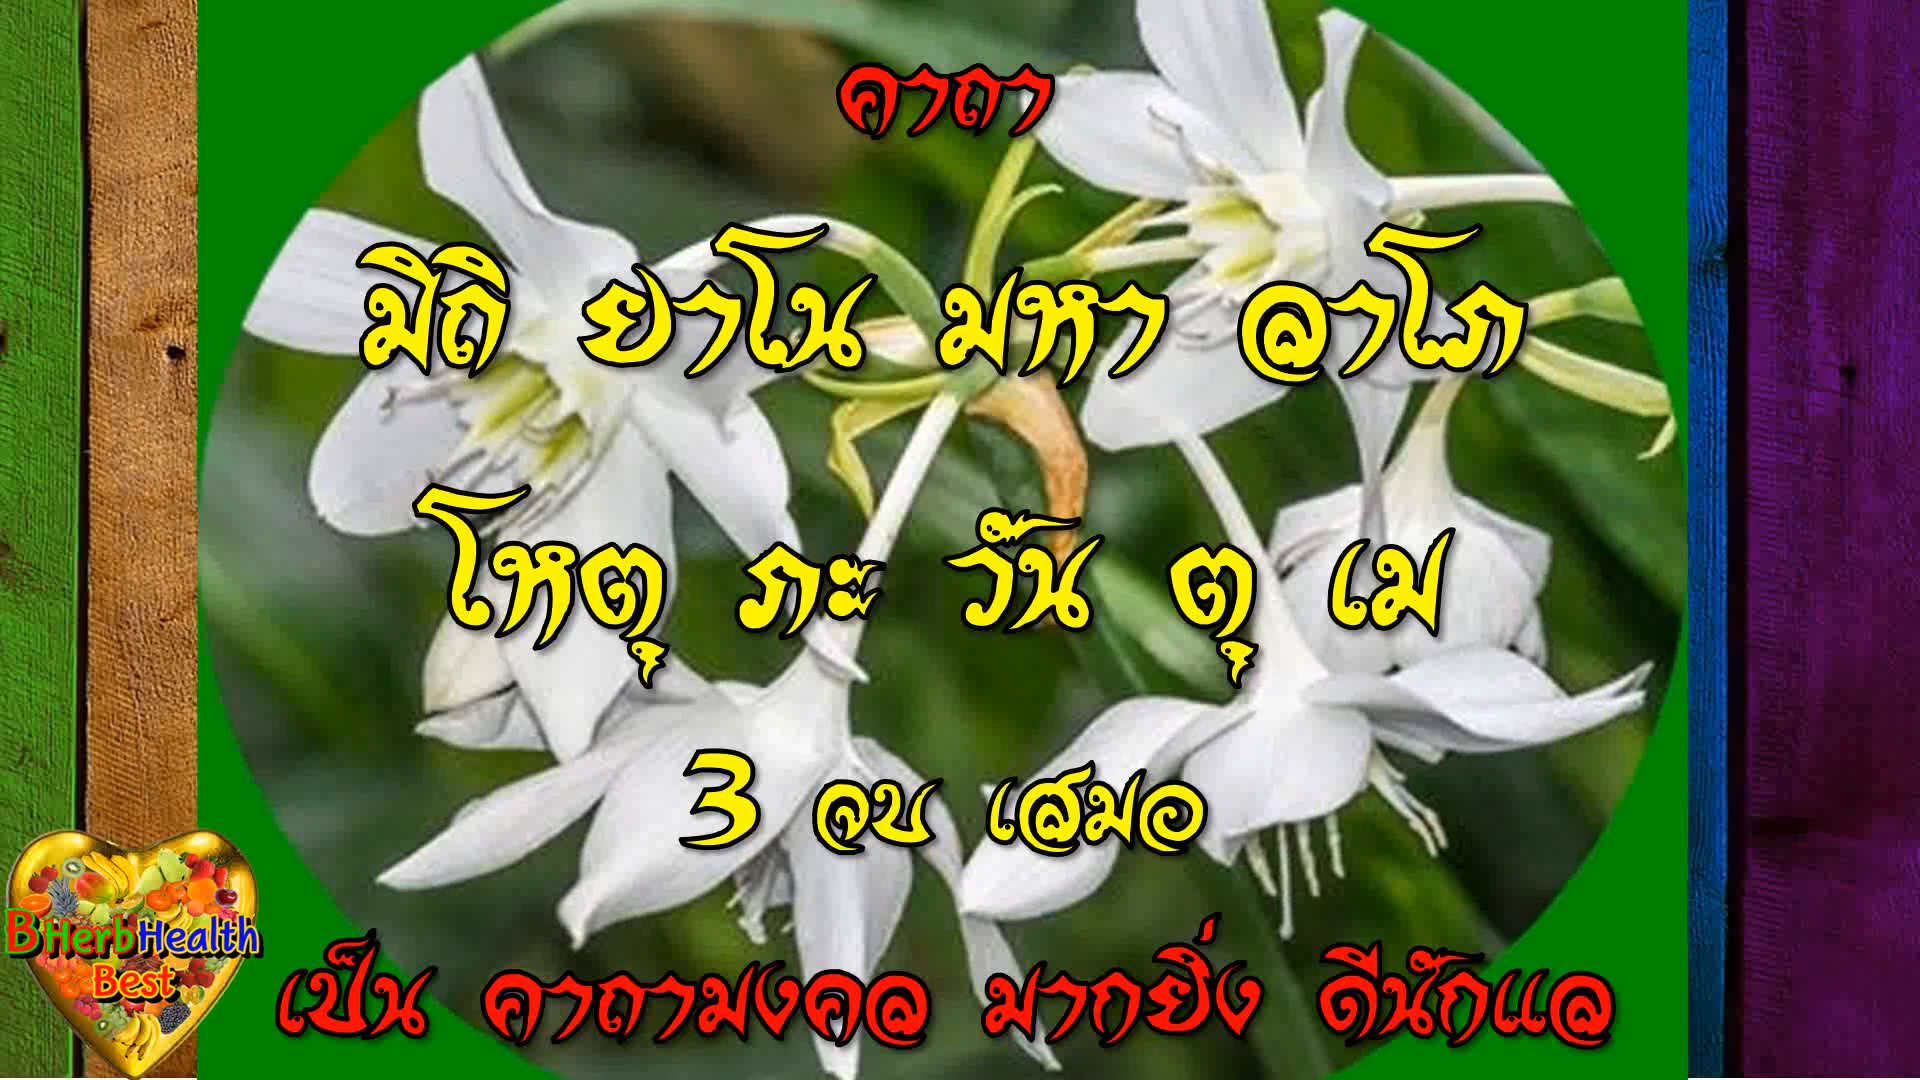 คาถา
มีถิ ยาโน มหา ลาโภ
โหตุ ภะ วัน ตุ เม
3 จบ เสมอ
เป็น คาถามงคล มากยิ่ง ดีนักแล
B HerbHealth
Best